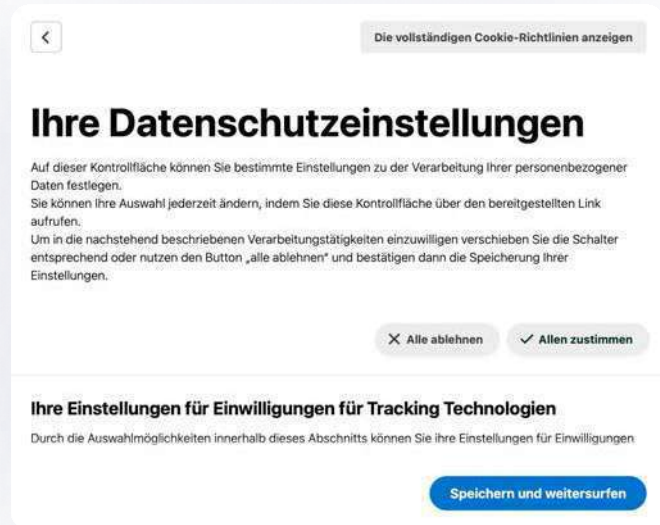 Die vollständigen Cookie-Richtlinien anzeigen
Ihre Datenschutzeinstellungen
Auf dieser Kontrollfläche können Sie bestimmte Einstellungen zu der Verarbeitung Ihrer personenbezogener
Daten festlegen.
Sie können Ihre Auswahl jederzeit ändern, indem Sie diese Kontrollfläche über den bereitgestellten Link
aufrufen.
Um in die nachstehend beschriebenen Verarbeitungstätigkeiten einzuwilligen verschieben Sie die Schalter
entsprechend oder nutzen den Button „alle ablehnen“ und bestätigen dann die Speicherung Ihrer
Einstellungen.
Alle ablehnen
Allen zustimmen
Ihre Einstellungen für Einwilligungen für Tracking Technologien
Durch die Auswahlmöglichkeiten innerhalb dieses Abschnitts können Sie ihre Einstellungen für Einwilligungen
Speichern und weitersurfen